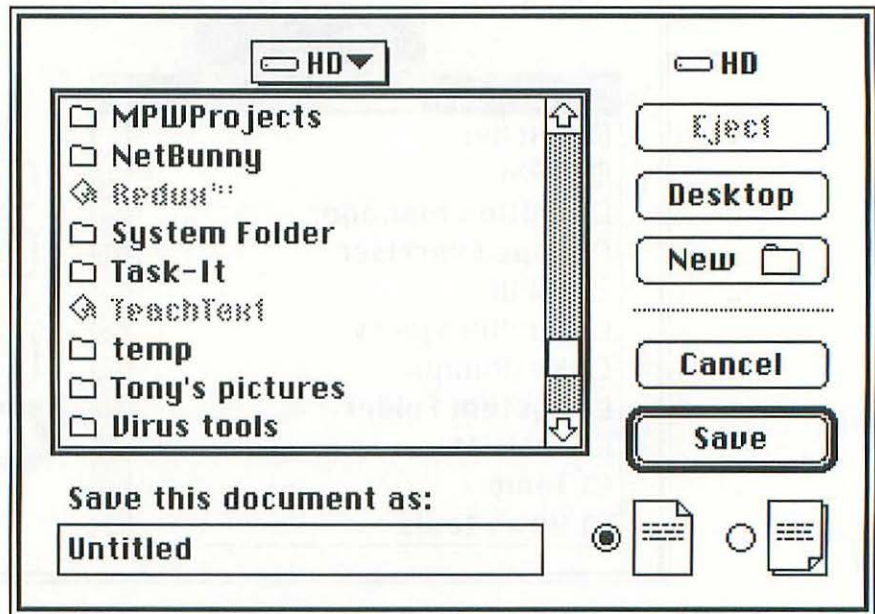 HD
MPWProjects
NetBunny
Redux™
System Folder
Task-It
TeachText
temp
Tony's pictures
Virus tools
Save this document as:
Untitled
HD
Eject
Desktop
New
Cancel
Save